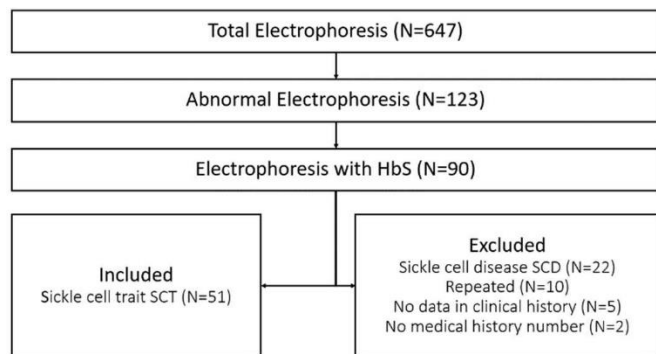 Total Electrophoresis (N=647)
Abnormal Electrophoresis (N=123)
Electrophoresis with HbS (N=90)
Included
Sickle cell trait SCT (N=51)
Excluded
Sickle cell disease SCD (N=22)
Repeated (N=10)
No data in clinical history (N=5)
No medical history number (N=2)